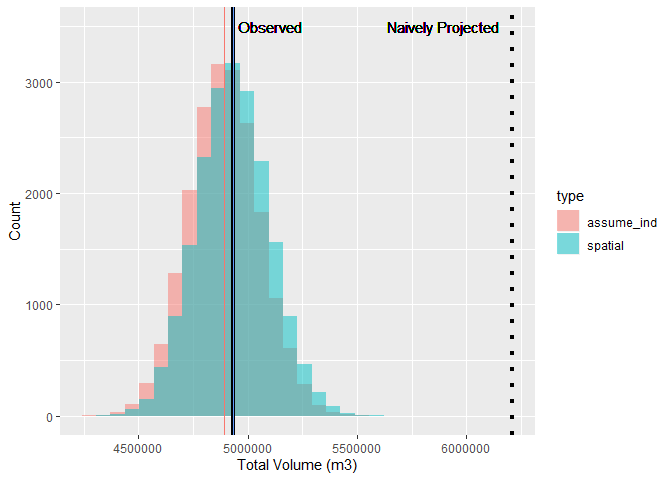 Observed
Naively Projected
3000
2000
1000
0
Count
4500000
5000000
5500000
6000000
Total Volume (m3)
type
assume_ind
spatial